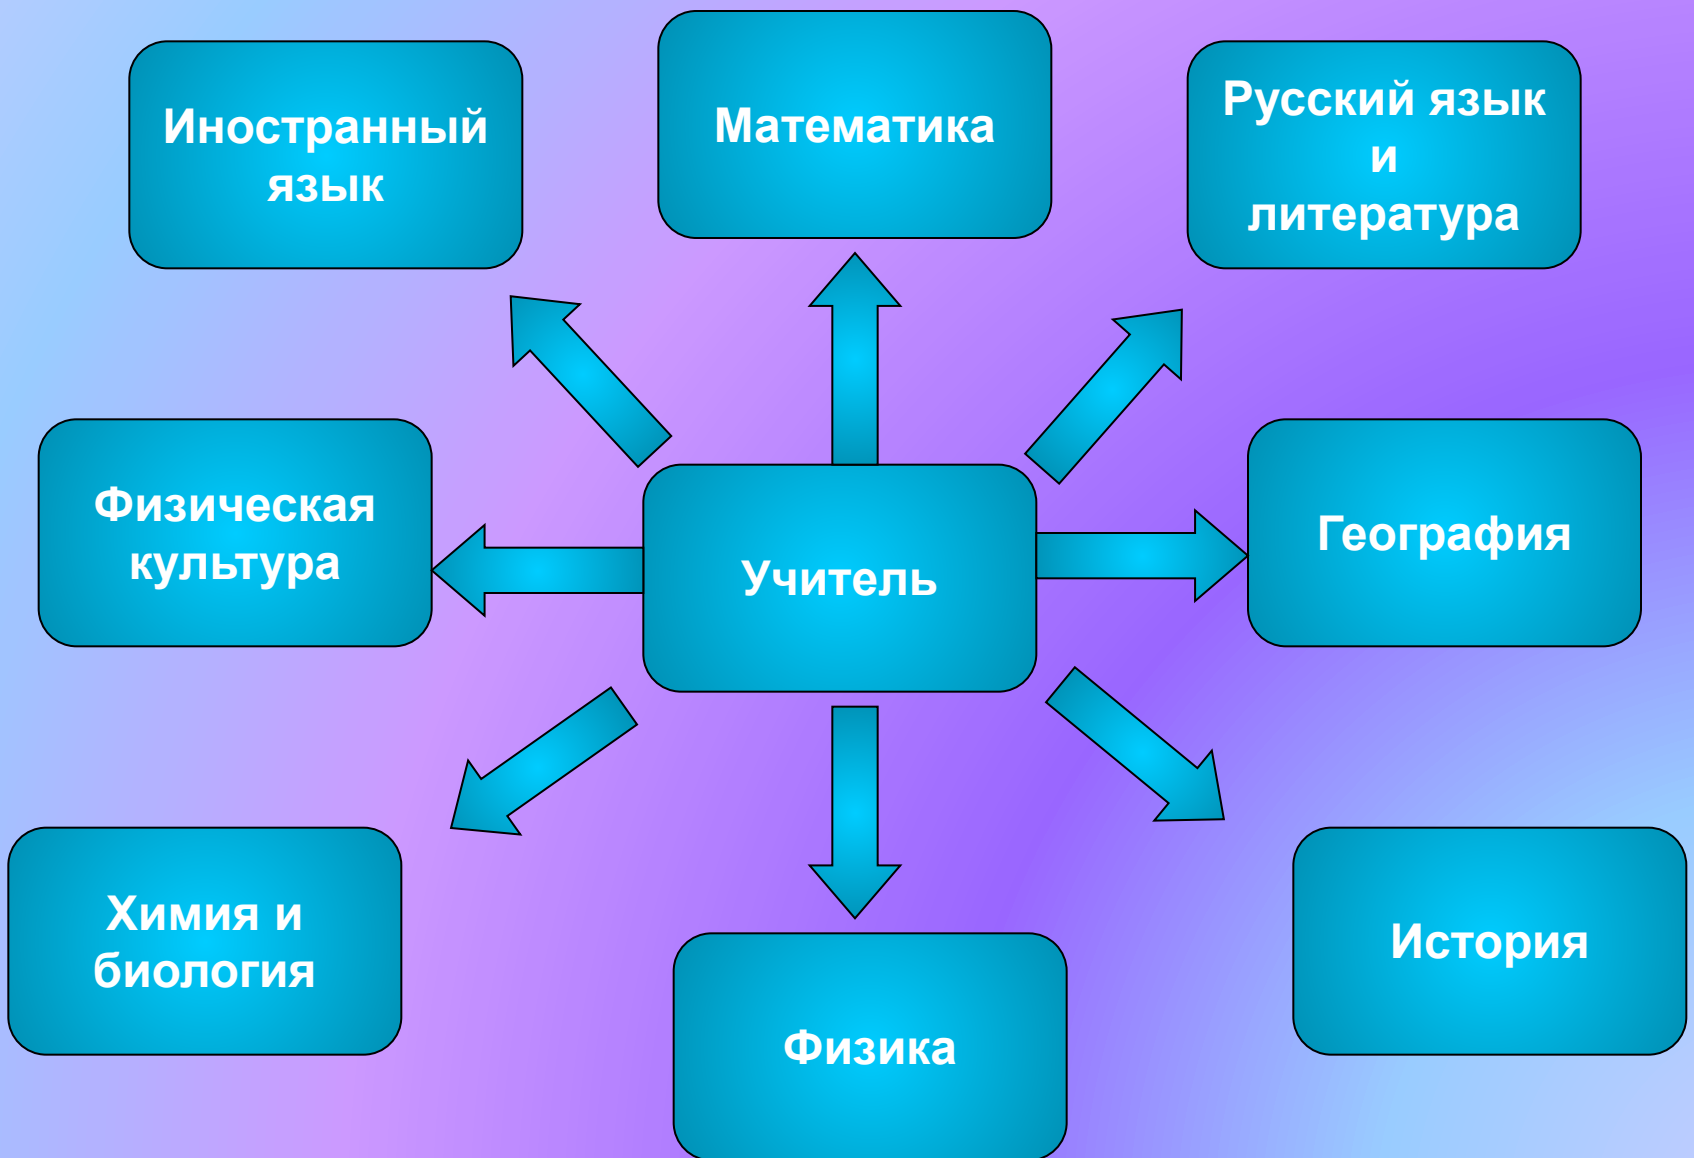 Иностранный
язык
Математика
Русский язык
и
литература
Физическая
культура
Учитель
География
Химия и
биология
Физика
История